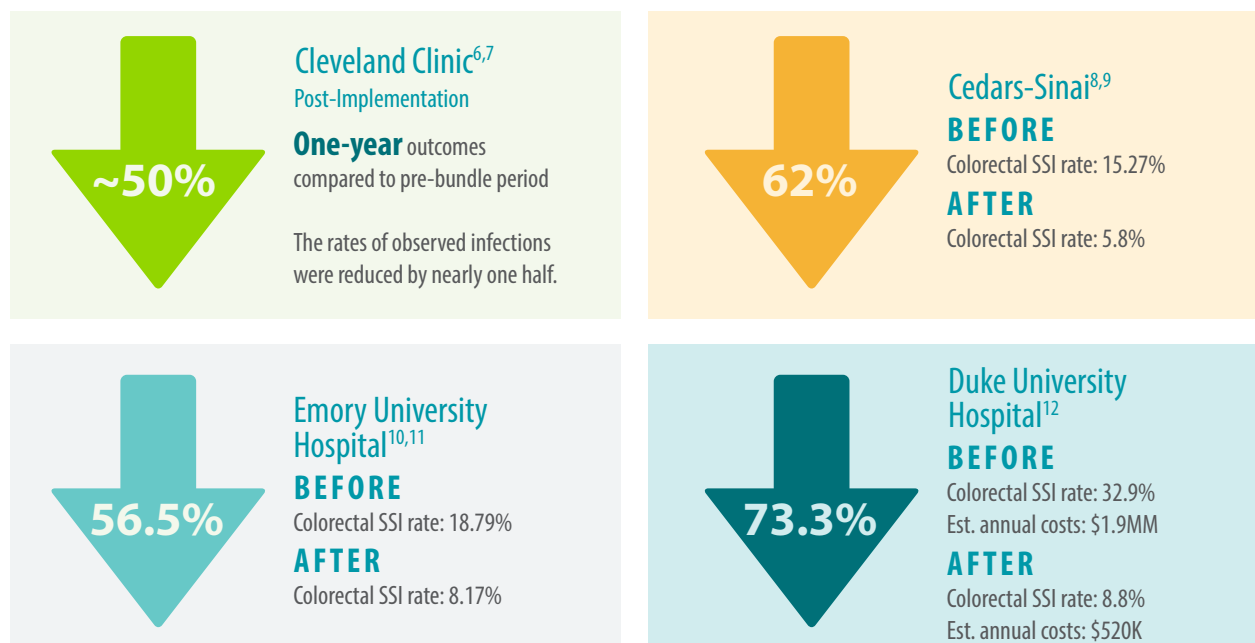 ~50%
Cleveland Clinic6,7
Post-Implementation
One-year outcomes
compared to pre-bundle period
The rates of observed infections
were reduced by nearly one half.
62%
Cedars-Sinai8,9
BEFORE
Colorectal SSI rate: 15.27%
AFTER
Colorectal SSI rate: 5.8%
56.5%
Emory University
Hospital10,11
BEFORE
Colorectal SSI rate: 18.79%
AFTER
Colorectal SSI rate: 8.17%
73.3%
Duke University
Hospital12
BEFORE
Colorectal SSI rate: 32.9%
Est. annual costs: $1.9MM
AFTER
Colorectal SSI rate: 8.8%
Est. annual costs: $520K